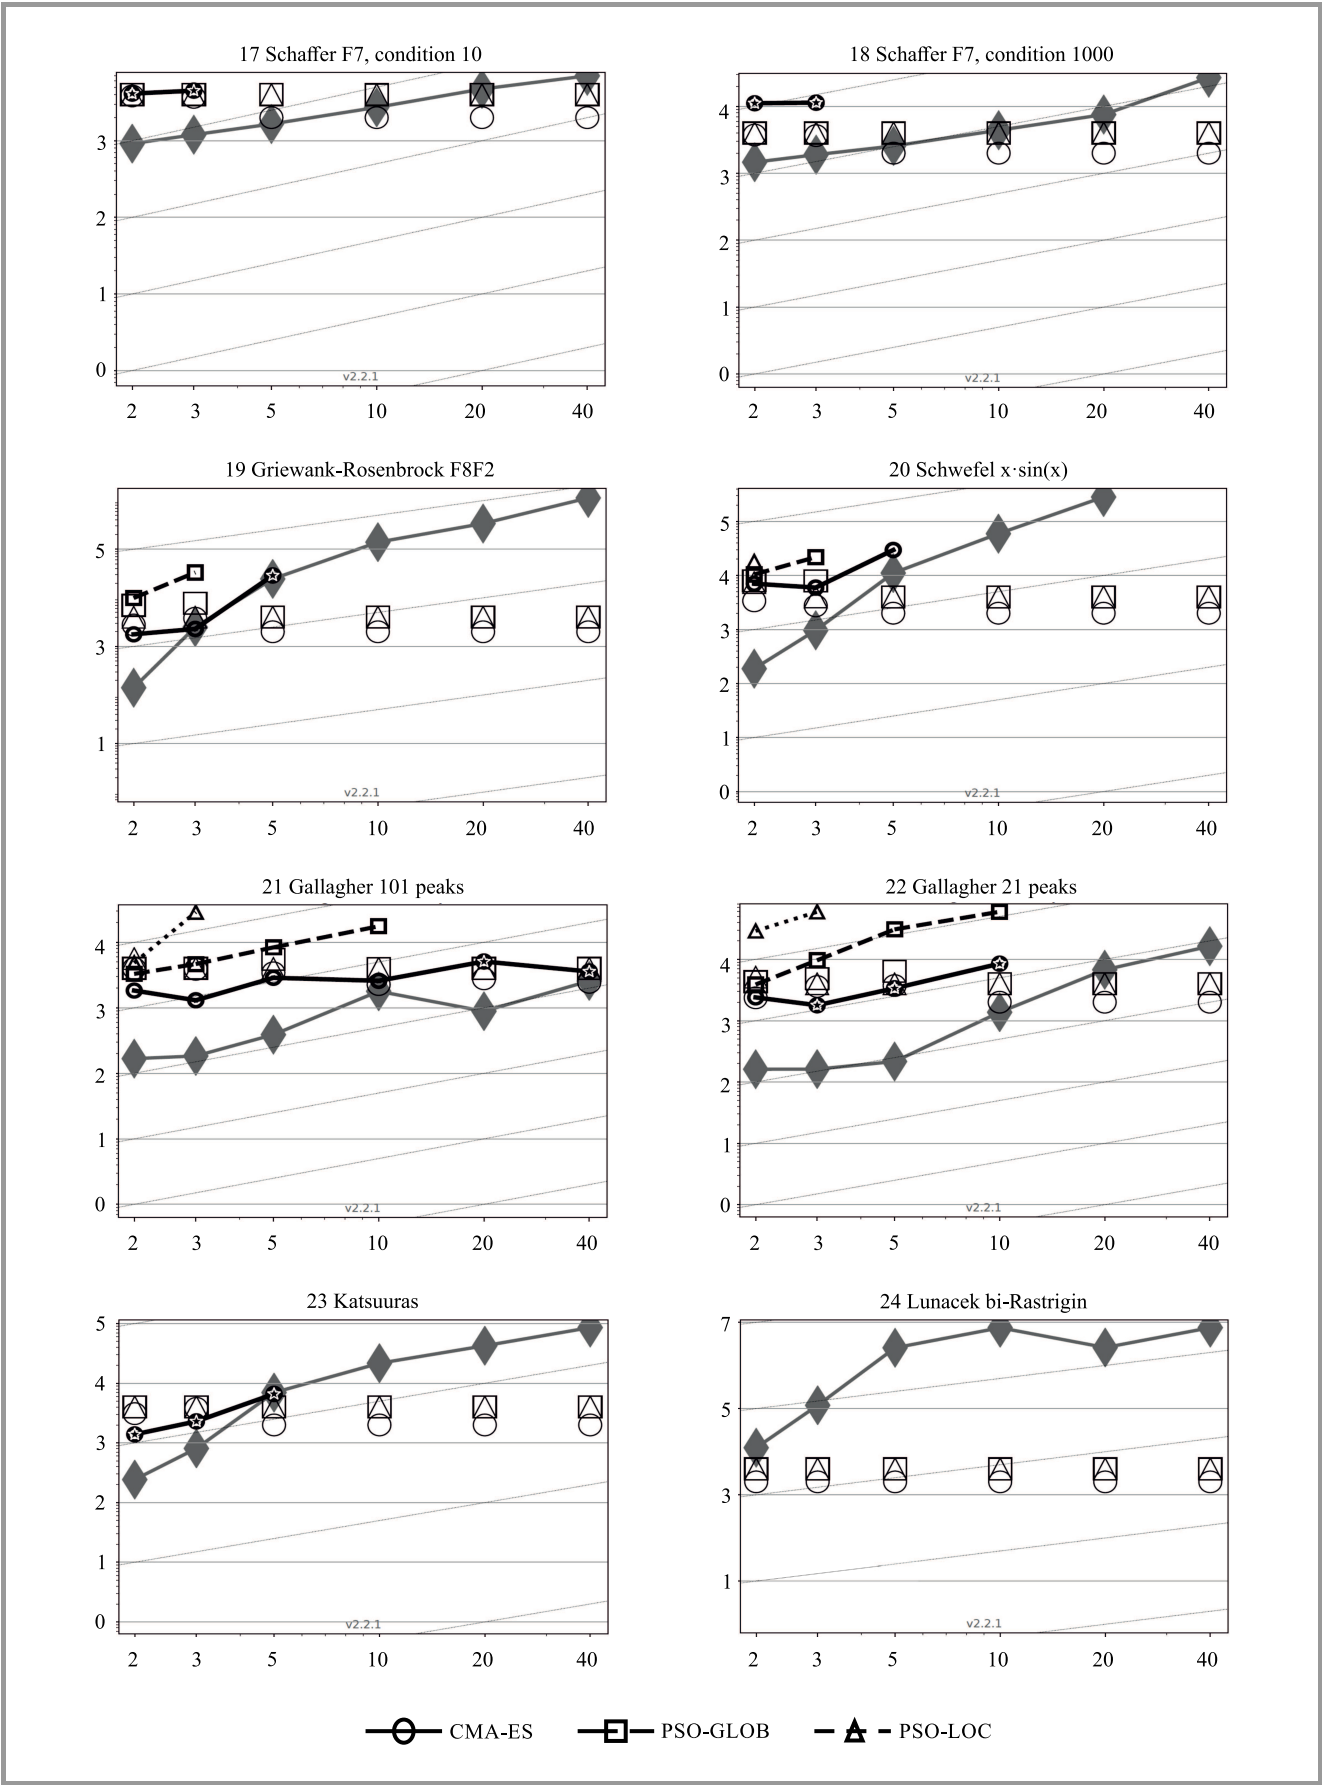 17 Schaffer F7, condition 10
3
2
1
0
v2.2.1
2 3 5 10 20 40
18 Schaffer F7, condition 1000
4
3
2
1
0
v2.2.1
2 3 5 10 20 40
19 Griewank-Rosenbrock F8F2
5
3
1
v2.2.1
2 3 5 10 20 40
20 Schwefel x·sin(x)
5
4
3
2
1
0
v2.2.1
2 3 5 10 20 40
21 Gallagher 101 peaks
4
3
2
1
0
v2.2.1
2 3 5 10 20 40
22 Gallagher 21 peaks
4
3
2
1
0
v2.2.1
2 3 5 10 20 40
23 Katsuuras
5
4
3
2
1
0
v2.2.1
2 3 5 10 20 40
24 Lunacek bi-Rastrigin
7
5
3
1
v2.2.1
2 3 5 10 20 40
CMA-ES PSO-GLOB PSO-LOC